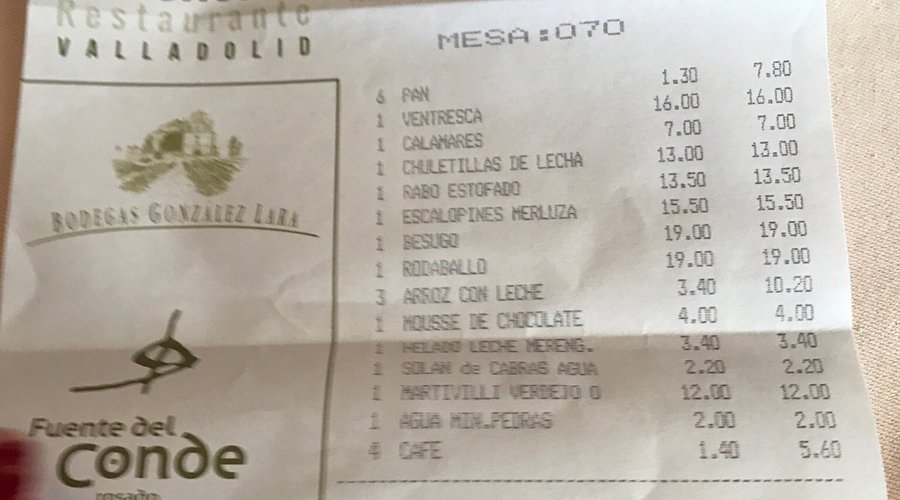 Restaurante
VALLADOLID
BODEGAS GONZÁLEZ LARA
Fuente del
Conde
rosado
MESA:070
6 PAN 1.30 7.80
1 VENTRESCA 16.00 16.00
1 CALAMARES 7.00 7.00
1 CHULETILLAS DE LECHA 13.00 13.00
1 RABO ESTOFADO 13.50 13.50
1 ESCALOPINES MERLUZA 15.50 15.50
1 BESUGO 19.00 19.00
1 RODABALLO 19.00 19.00
3 ARROZ CON LECHE 3.40 10.20
1 MOUSSE DE CHOCOLATE 4.00 4.00
1 HELADO LECHE MERENG. 3.40 3.40
1 SOLAN de CABRAS AGUA 2.20 2.20
1 MARTIVILLI VERDEJO 0 12.00 12.00
1 AGUA MIN.PEDRAS 2.00 2.00
4 CAFE 1.40 5.60